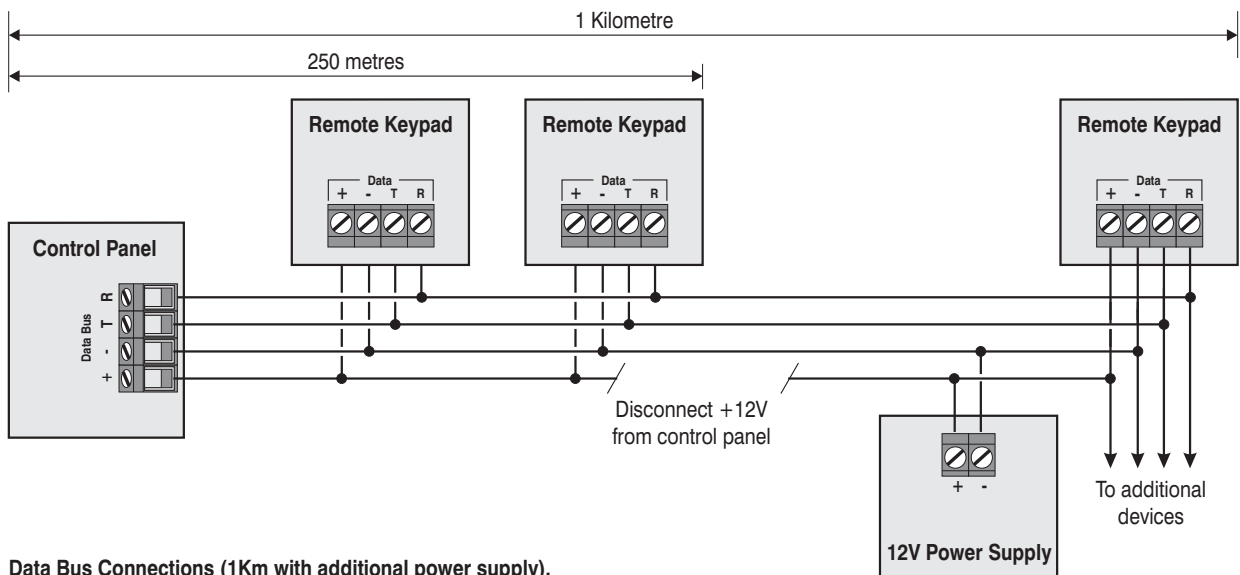 1 Kilometre
250 metres
Remote Keypad
Data
+ - T R
Remote Keypad
Data
+ - T R
Remote Keypad
Data
+ - T R
Control Panel
Data Bus
R
T
-
+
Disconnect +12V
from control panel
+ -
12V Power Supply
To additional
devices
Data Bus Connections (1Km with additional power supply).